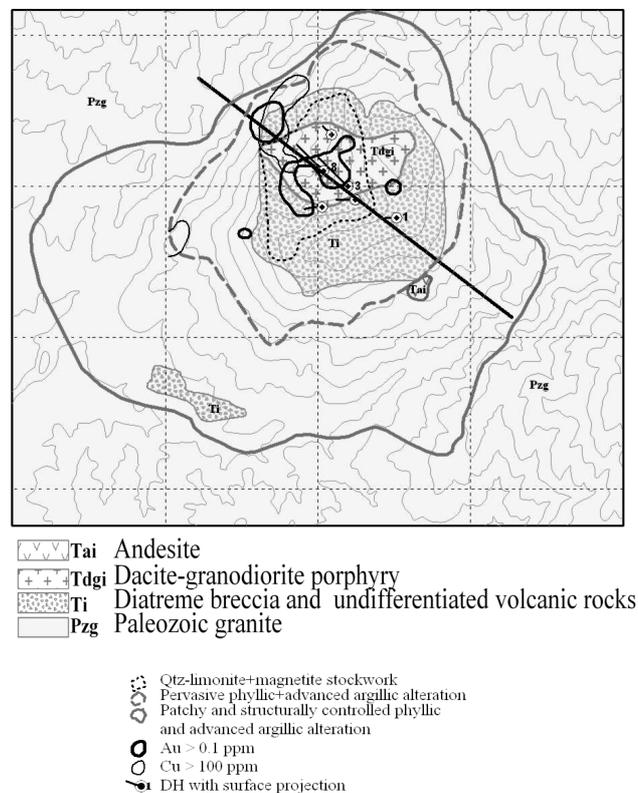 Pzg
Tdgi
8
3
1
Ti
Tai
Pzg
Ti
Tai Andesite
Tdgi Dacite-granodiorite porphyry
Ti Diatreme breccia and undifferentiated volcanic rocks
Pzg Paleozoic granite
Qtz-limonite+magnetite stockwork
Pervasive phyllic+advanced argillic alteration
Patchy and structurally controlled phyllic
and advanced argillic alteration
Au > 0.1 ppm
Cu > 100 ppm
1 DH with surface projection